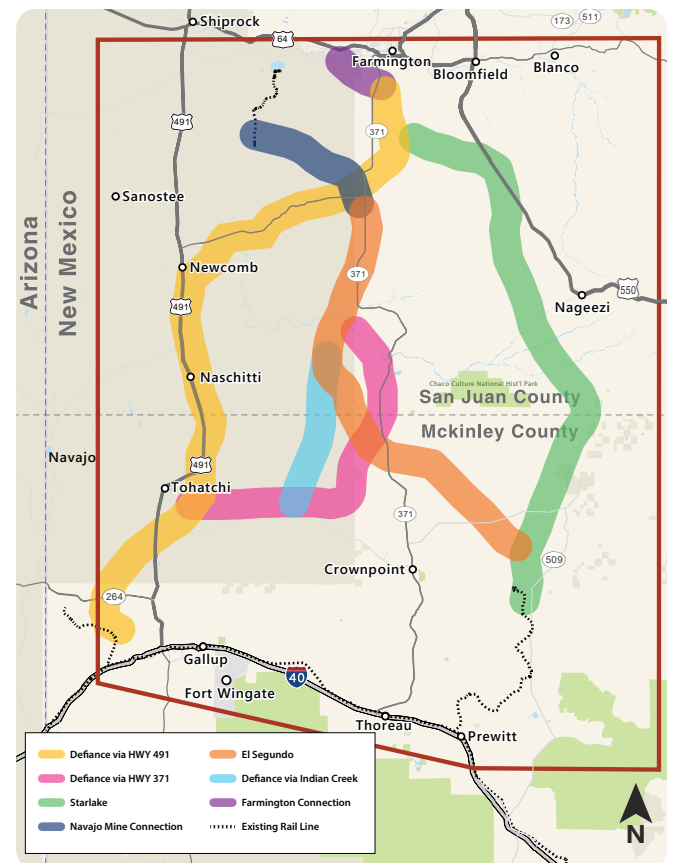 Shiprock
64
173
511
Farmington
Bloomfield
Blanco
491
371
Sanostee
Arizona
New Mexico
Newcomb
371
550
491
Nageezi
Naschitti
Chaco Culture National Hist'l Park
San Juan County
Mckinley County
Navajo
491
Tohatchi
371
509
Crownpoint
264
Gallup
40
Fort Wingate
Thoreau
Prewitt
Defiance via HWY 491
El Segundo
Defiance via HWY 371
Defiance via Indian Creek
Starlake
Farmington Connection
Navajo Mine Connection
Existing Rail Line
N